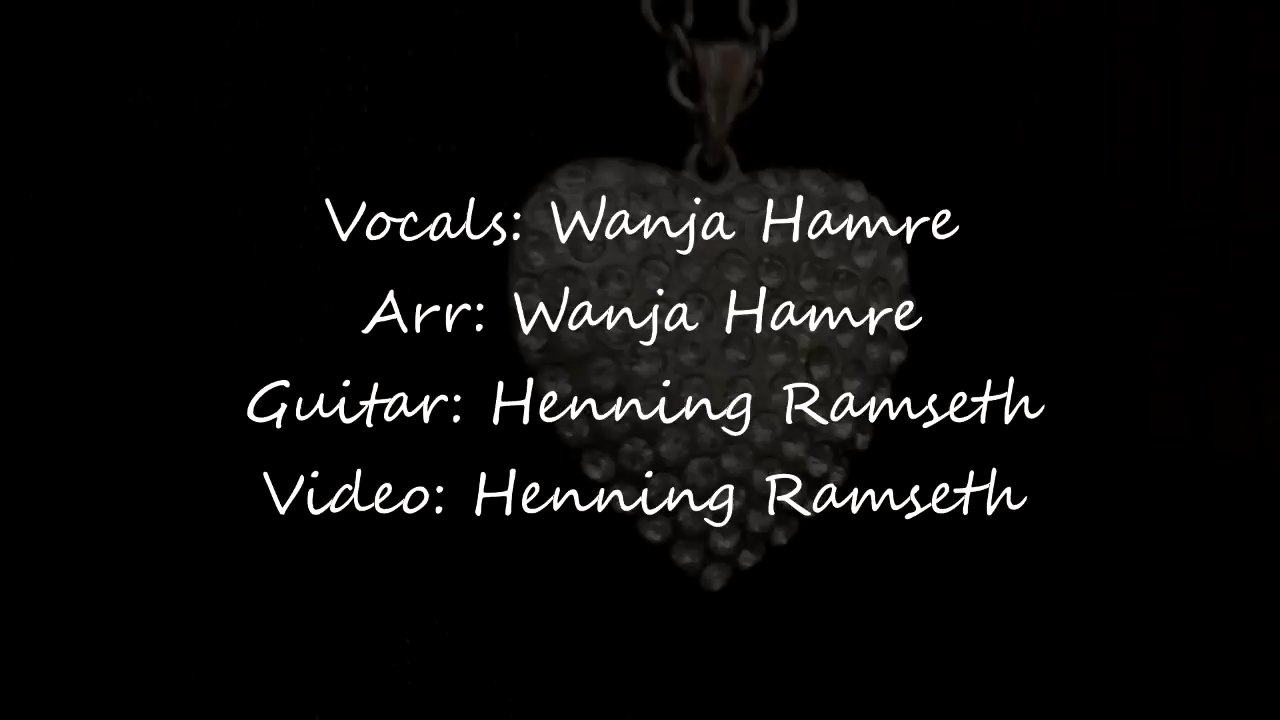 Vocals: Wanja Hamre
Arr: Wanja Hamre
Guitar: Henning Ramseth
Video: Henning Ramseth